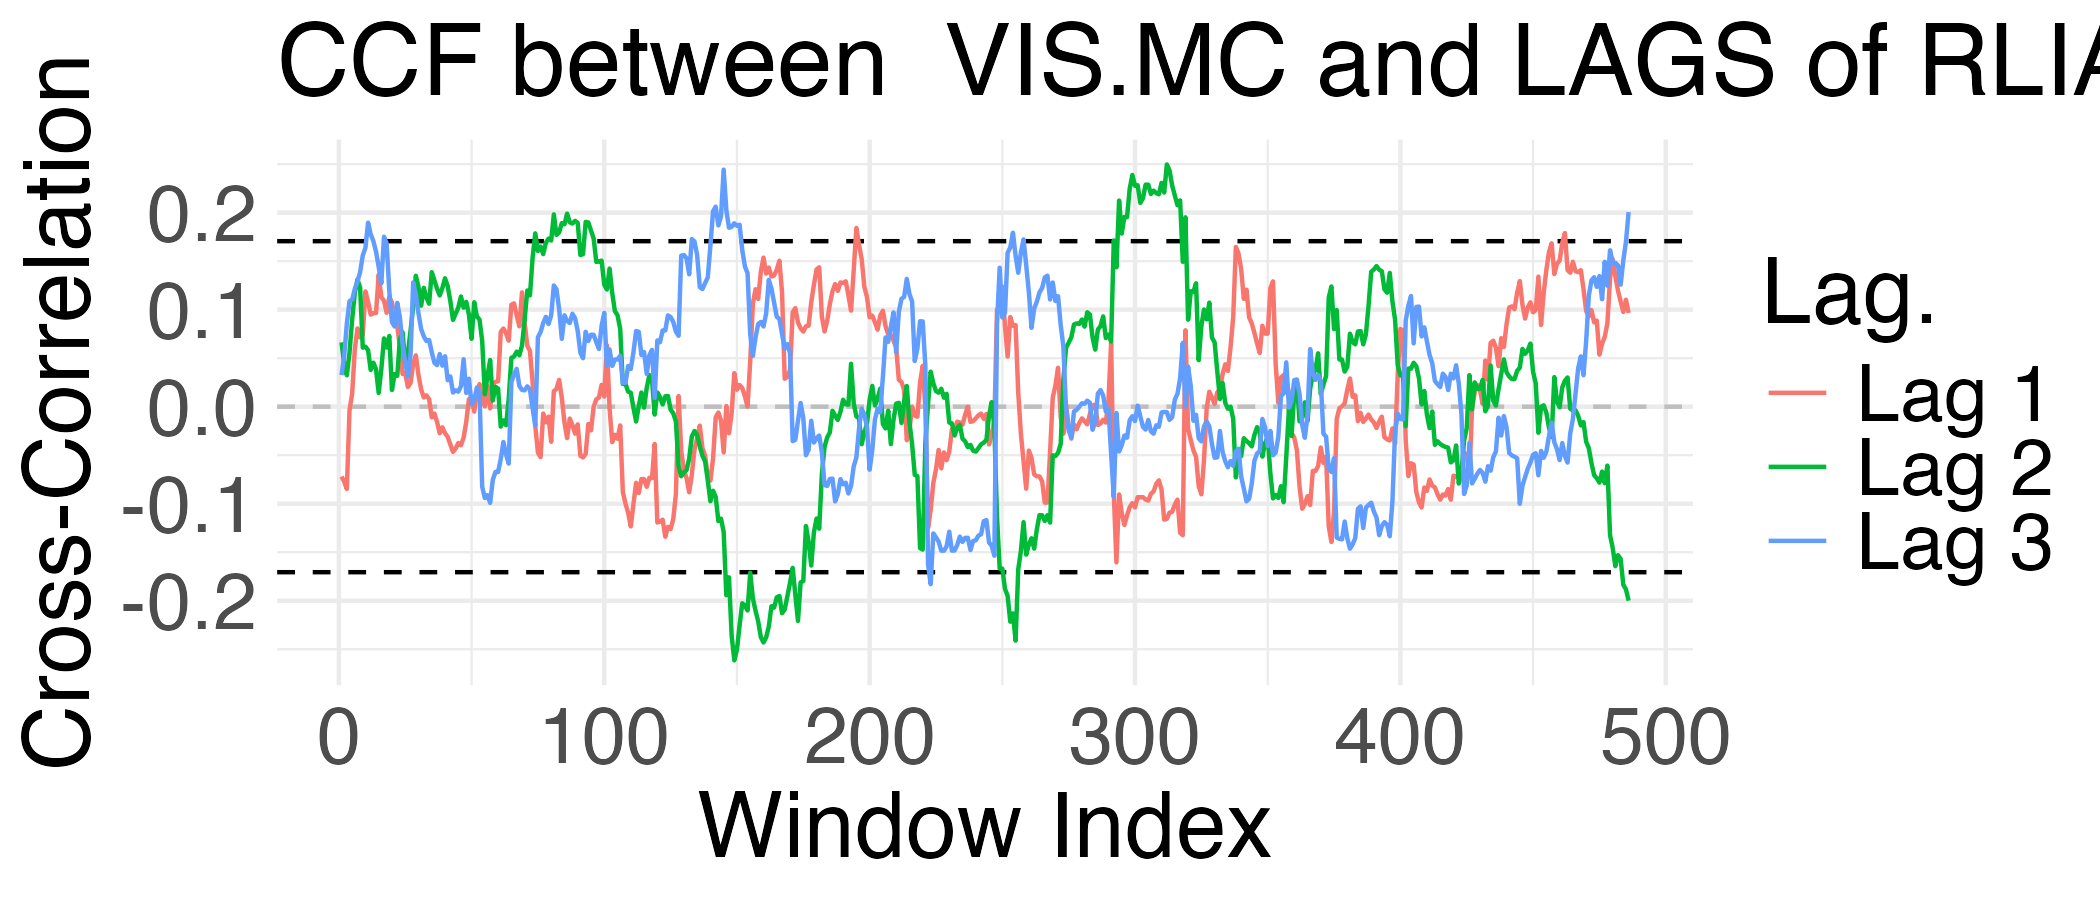 CCF between  VIS.MC and LAGS of RLIA
Cross-Correlation
0.2
0.1
0.0
-0.1
-0.2
0 100 200 300 400 500
Window Index
Lag.
Lag 1
Lag 2
Lag 3